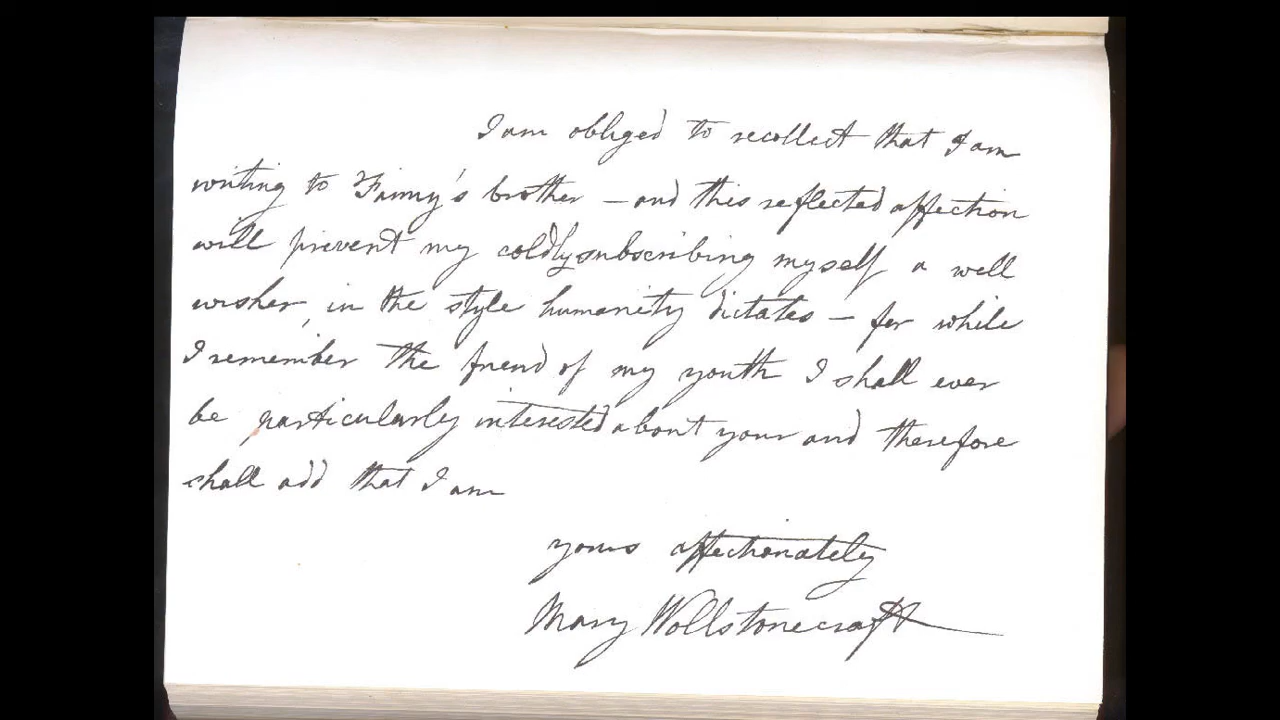 I am obliged to recollect that I am
writing to Fanny's brother – and this reflected affection
will prevent my coldly subscribing myself a well
wisher, in the style humanity dictates – for while
I remember the friend of my youth I shall ever
be particularly interested about your and therefore
shall add that I am
yours affectionately
Mary Wollstonecraft